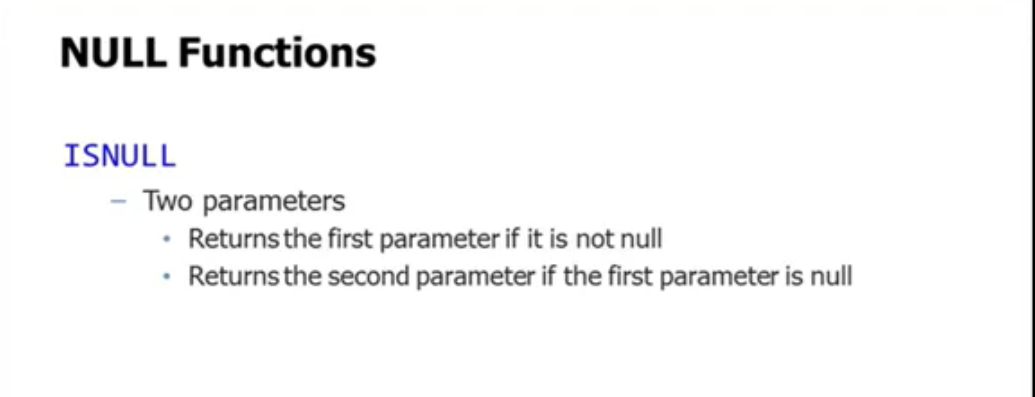 NULL Functions
ISNULL
– Two parameters
• Returns the first parameter if it is not null
• Returns the second parameter if the first parameter is null